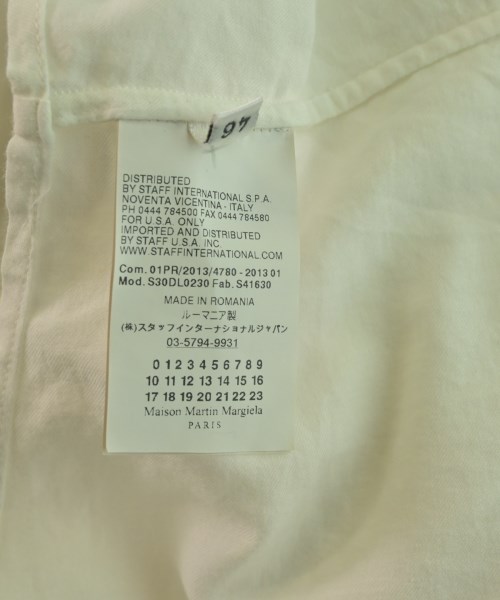 197
DISTRIBUTED
BY STAFF INTERNATIONAL S.P.A.
NOVENTA VICENTINA - ITALY
PH 0444 784500 FAX 0444 784580
FOR U.S.A. ONLY
IMPORTED AND DISTRIBUTED
BY STAFF U.S.A. INC.
WWW.STAFFINTERNATIONAL.COM
Com. 01PR/2013/4780 - 2013 01
Mod. S30DL0230 Fab. S41630
MADE IN ROMANIA
ルーマニア製
(株)スタッフインターナショナルジャパン
03-5794-9931
0 1 2 3 4 5 6 7 8 9
10 11 12 13 14 15 16
17 18 19 20 21 22 23
Maison Martin Margiela
PARIS